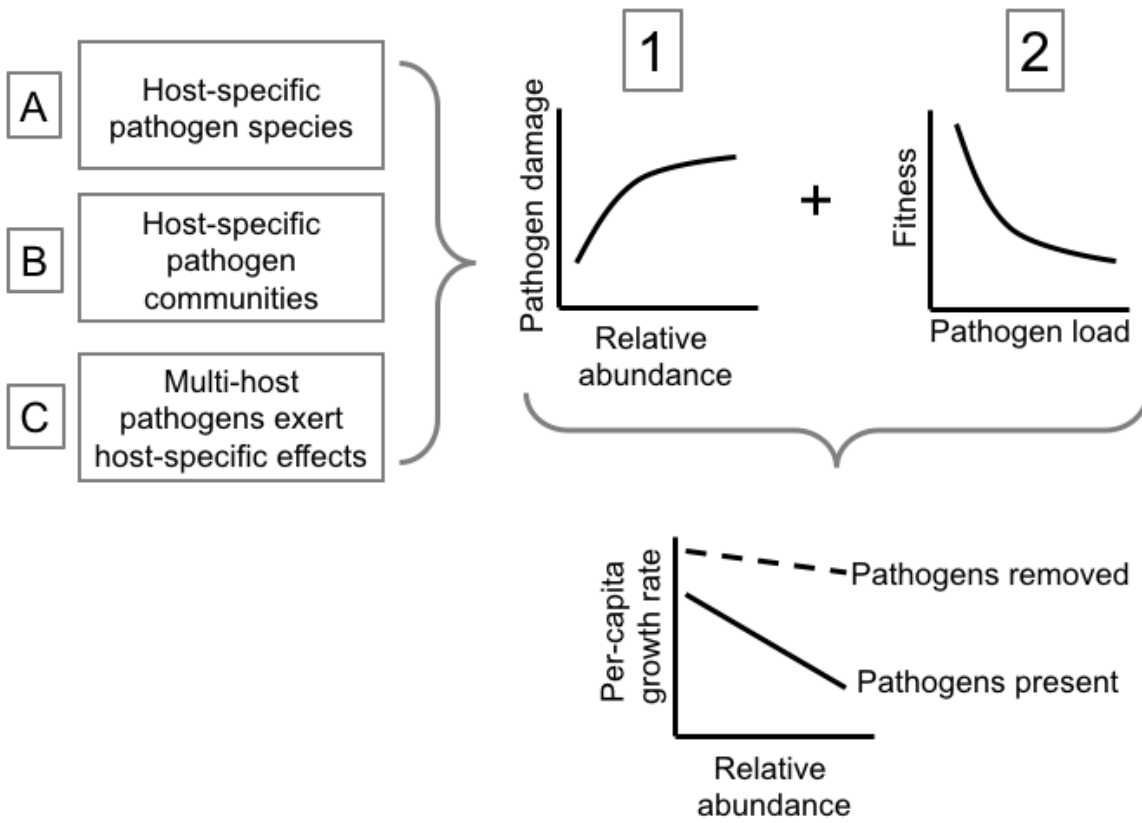 A
Host-specific
pathogen species
B
Host-specific
pathogen
communities
C
Multi-host
pathogens exert
host-specific effects
1
Pathogen damage
Relative
abundance
+
2
Fitness
Pathogen load
Per-capita
growth rate
Pathogens removed
Pathogens present
Relative
abundance